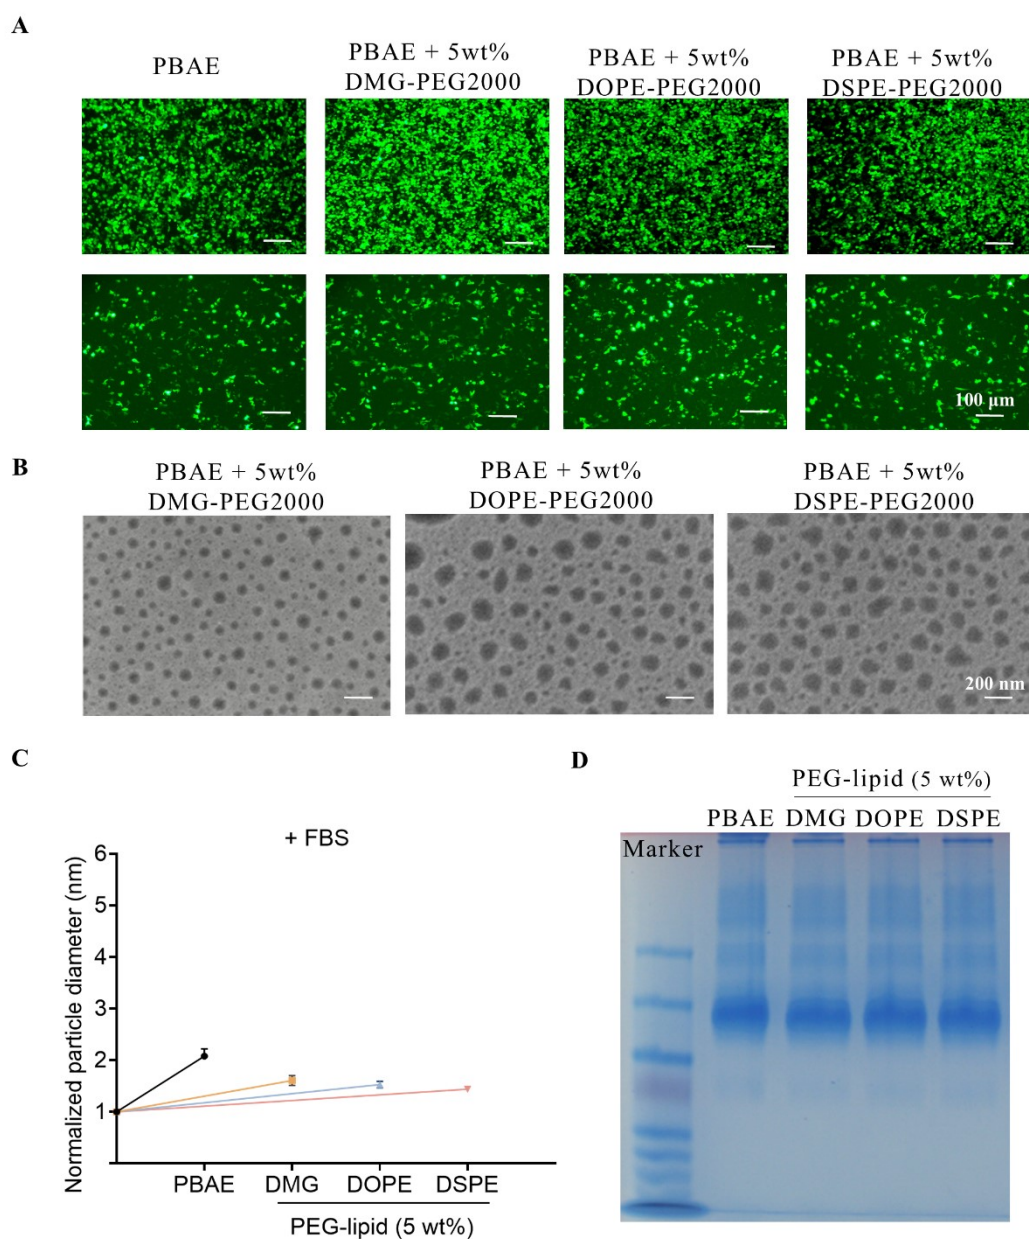 A
PBAE
PBAE + 5wt%
DMG-PEG2000
PBAE + 5wt%
DOPE-PEG2000
PBAE + 5wt%
DSPE-PEG2000
100 μm
B
PBAE + 5wt%
DMG-PEG2000
PBAE + 5wt%
DOPE-PEG2000
PBAE + 5wt%
DSPE-PEG2000
200 nm
C
+ FBS
Normalized particle diameter (nm)
6
5
4
3
2
1
PBAE DMG DOPE DSPE
PEG-lipid (5 wt%)
D
PEG-lipid (5 wt%)
PBAE DMG DOPE DSPE
Marker